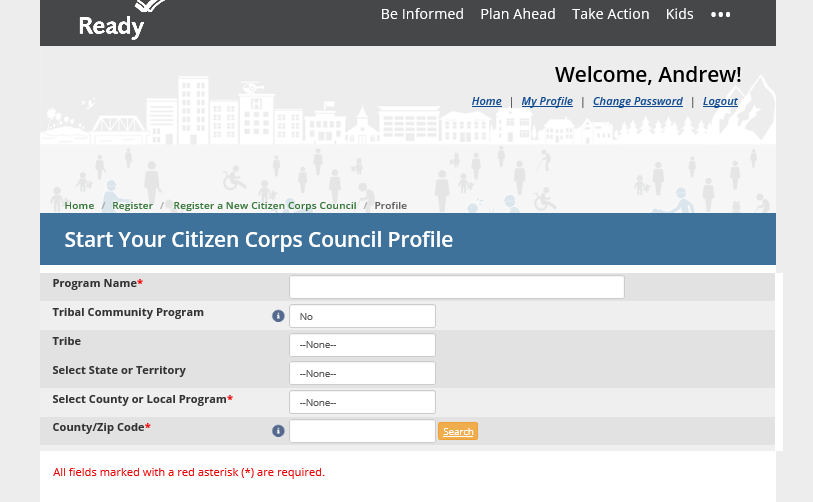 Ready
Be Informed Plan Ahead Take Action Kids •••
Welcome, Andrew!
Home | My Profile | Change Password | Logout
Home / Register / Register a New Citizen Corps Council / Profile
Start Your Citizen Corps Council Profile
Program Name*
Tribal Community Program i No
Tribe --None--
Select State or Territory --None--
Select County or Local Program* --None--
County/Zip Code* i Search
All fields marked with a red asterisk (*) are required.